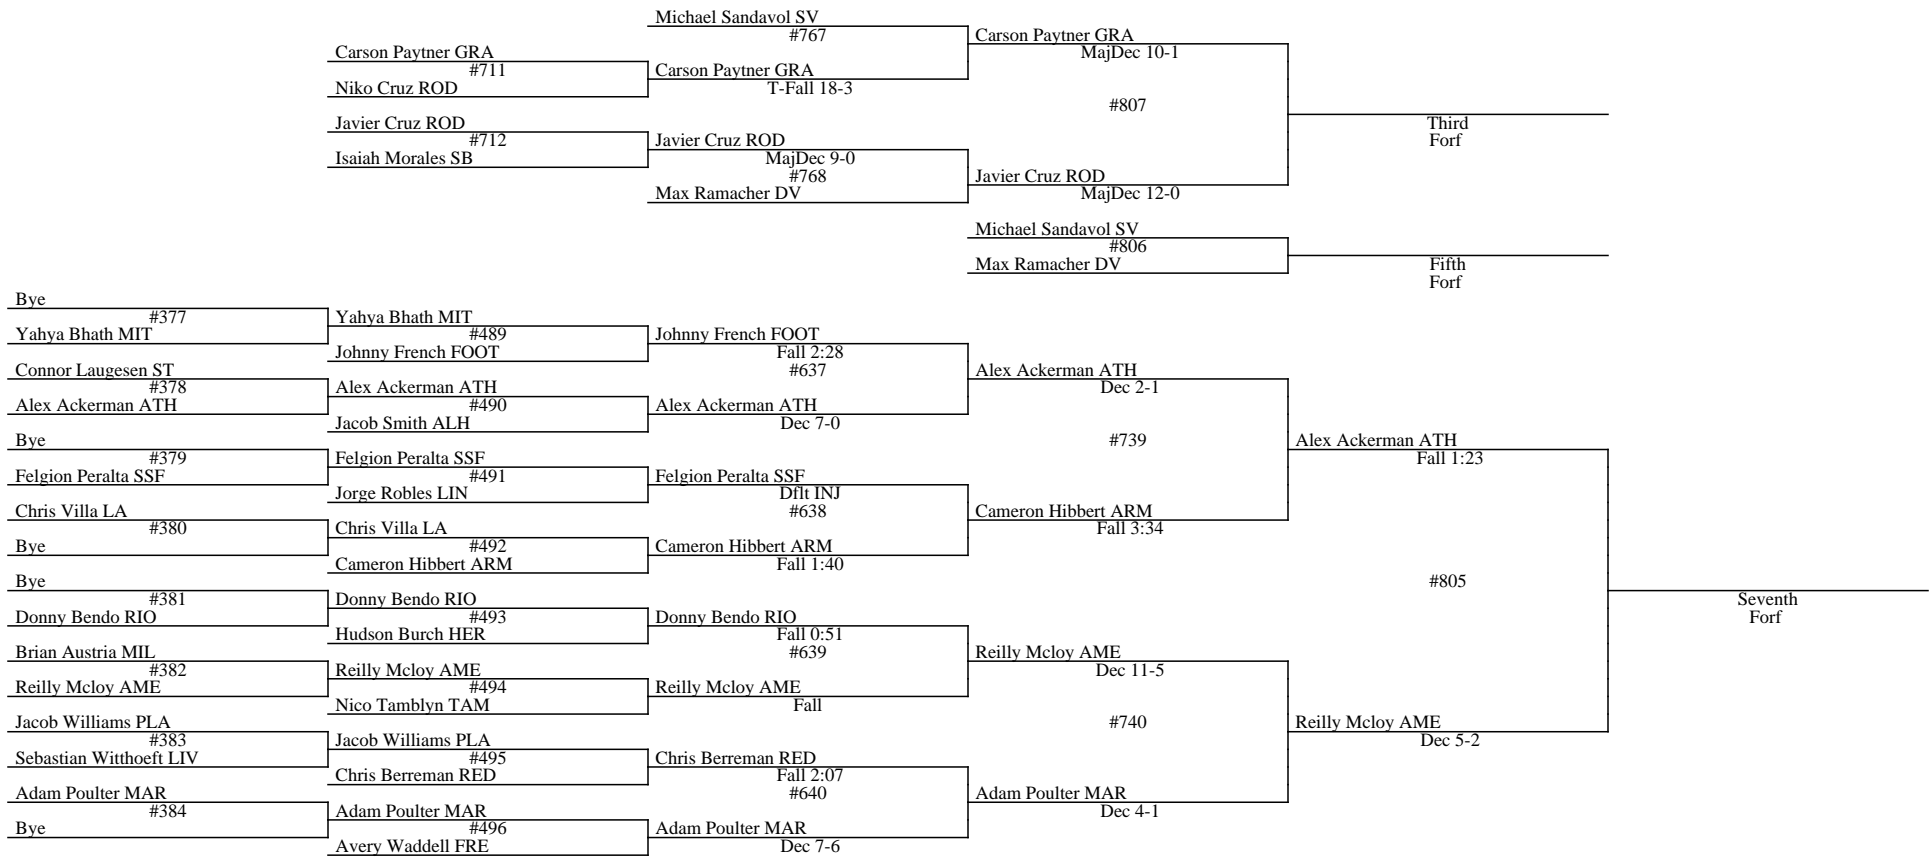 Michael Sandavol SV
#767
Carson Paytner GRA
MajDec 10-1
Carson Paytner GRA
#711
Niko Cruz ROD
Carson Paytner GRA
T-Fall 18-3
#807
Third
Forf
Javier Cruz ROD
#712
Isaiah Morales SB
Javier Cruz ROD
MajDec 9-0
#768
Max Ramacher DV
Javier Cruz ROD
MajDec 12-0
Michael Sandavol SV
#806
Max Ramacher DV
Fifth
Forf
Bye
#377
Yahya Bhath MIT
Yahya Bhath MIT
#489
Johnny French FOOT
Johnny French FOOT
Fall 2:28
#637
Connor Laugesen ST
#378
Alex Ackerman ATH
Alex Ackerman ATH
#490
Jacob Smith ALH
Alex Ackerman ATH
Dec 7-0
Alex Ackerman ATH
Dec 2-1
#739
Bye
#379
Felgion Peralta SSF
Felgion Peralta SSF
#491
Jorge Robles LIN
Felgion Peralta SSF
Dflt INJ
#638
Chris Villa LA
#380
Bye
Chris Villa LA
#492
Cameron Hibbert ARM
Cameron Hibbert ARM
Fall 1:40
Cameron Hibbert ARM
Fall 3:34
Alex Ackerman ATH
Fall 1:23
#805
Seventh
Forf
Bye
#381
Donny Bendo RIO
Donny Bendo RIO
#493
Hudson Burch HER
Donny Bendo RIO
Fall 0:51
#639
Brian Austria MIL
#382
Reilly Mcloy AME
Reilly Mcloy AME
#494
Nico Tamblyn TAM
Reilly Mcloy AME
Fall
Reilly Mcloy AME
Dec 11-5
#740
Reilly Mcloy AME
Dec 5-2
Jacob Williams PLA
#383
Sebastian Witthoeft LIV
Jacob Williams PLA
#495
Chris Berreman RED
Chris Berreman RED
Fall 2:07
#640
Adam Poulter MAR
#384
Bye
Adam Poulter MAR
#496
Avery Waddell FRE
Adam Poulter MAR
Dec 7-6
Adam Poulter MAR
Dec 4-1